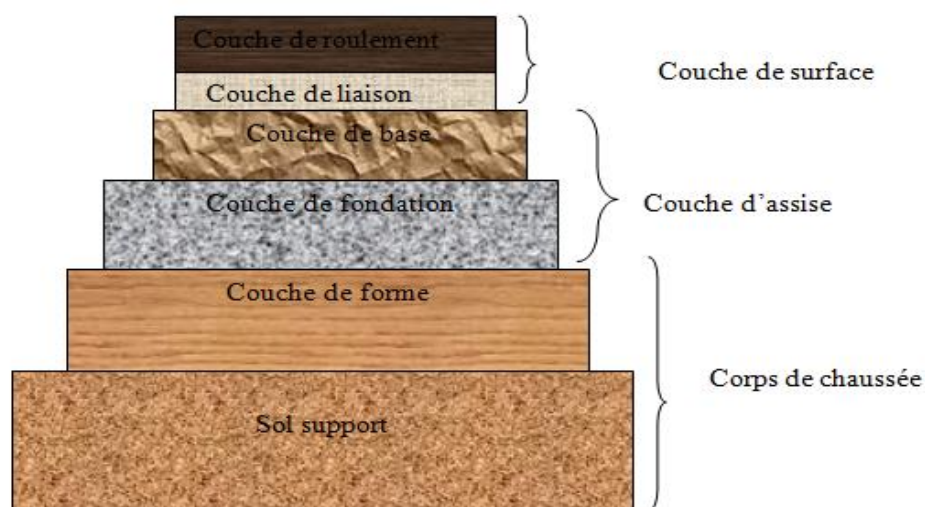 Couche de roulement
Couche de surface
Couche de liaison
Couche de base
Couche de fondation
Couche d’assise
Couche de forme
Corps de chaussée
Sol support